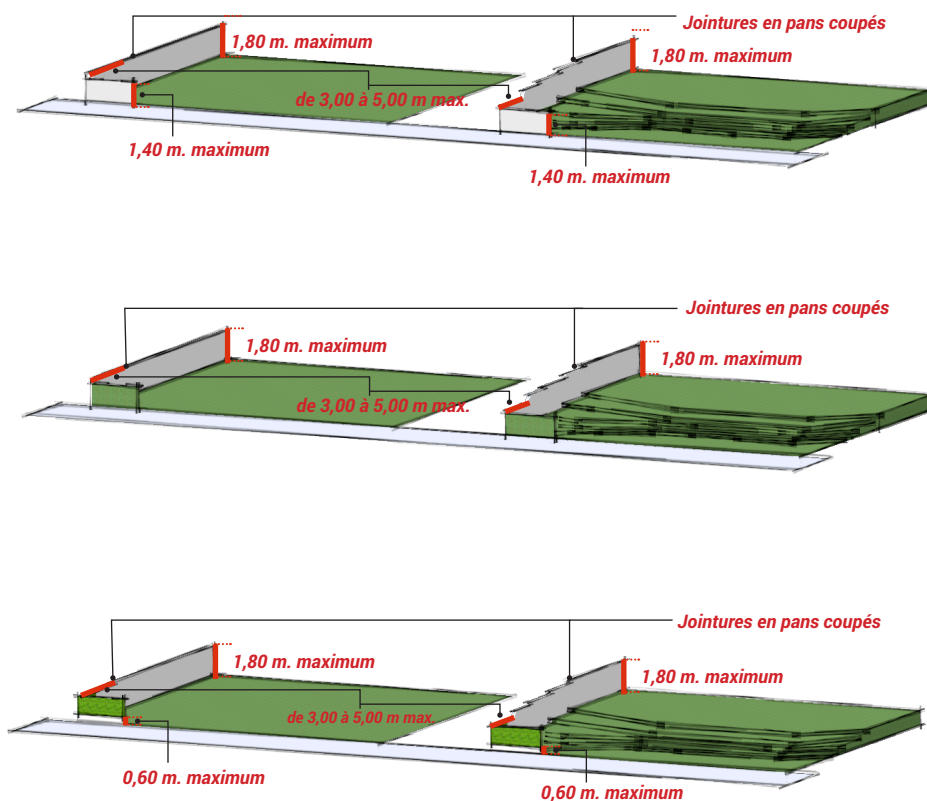 Jointures en pans coupés
1,80 m. maximum
1,80 m. maximum
de 3,00 à 5,00 m max.
1,40 m. maximum
1,40 m. maximum
Jointures en pans coupés
1,80 m. maximum
1,80 m. maximum
de 3,00 à 5,00 m max.
Jointures en pans coupés
1,80 m. maximum
1,80 m. maximum
de 3,00 à 5,00 m max.
0,60 m. maximum
0,60 m. maximum